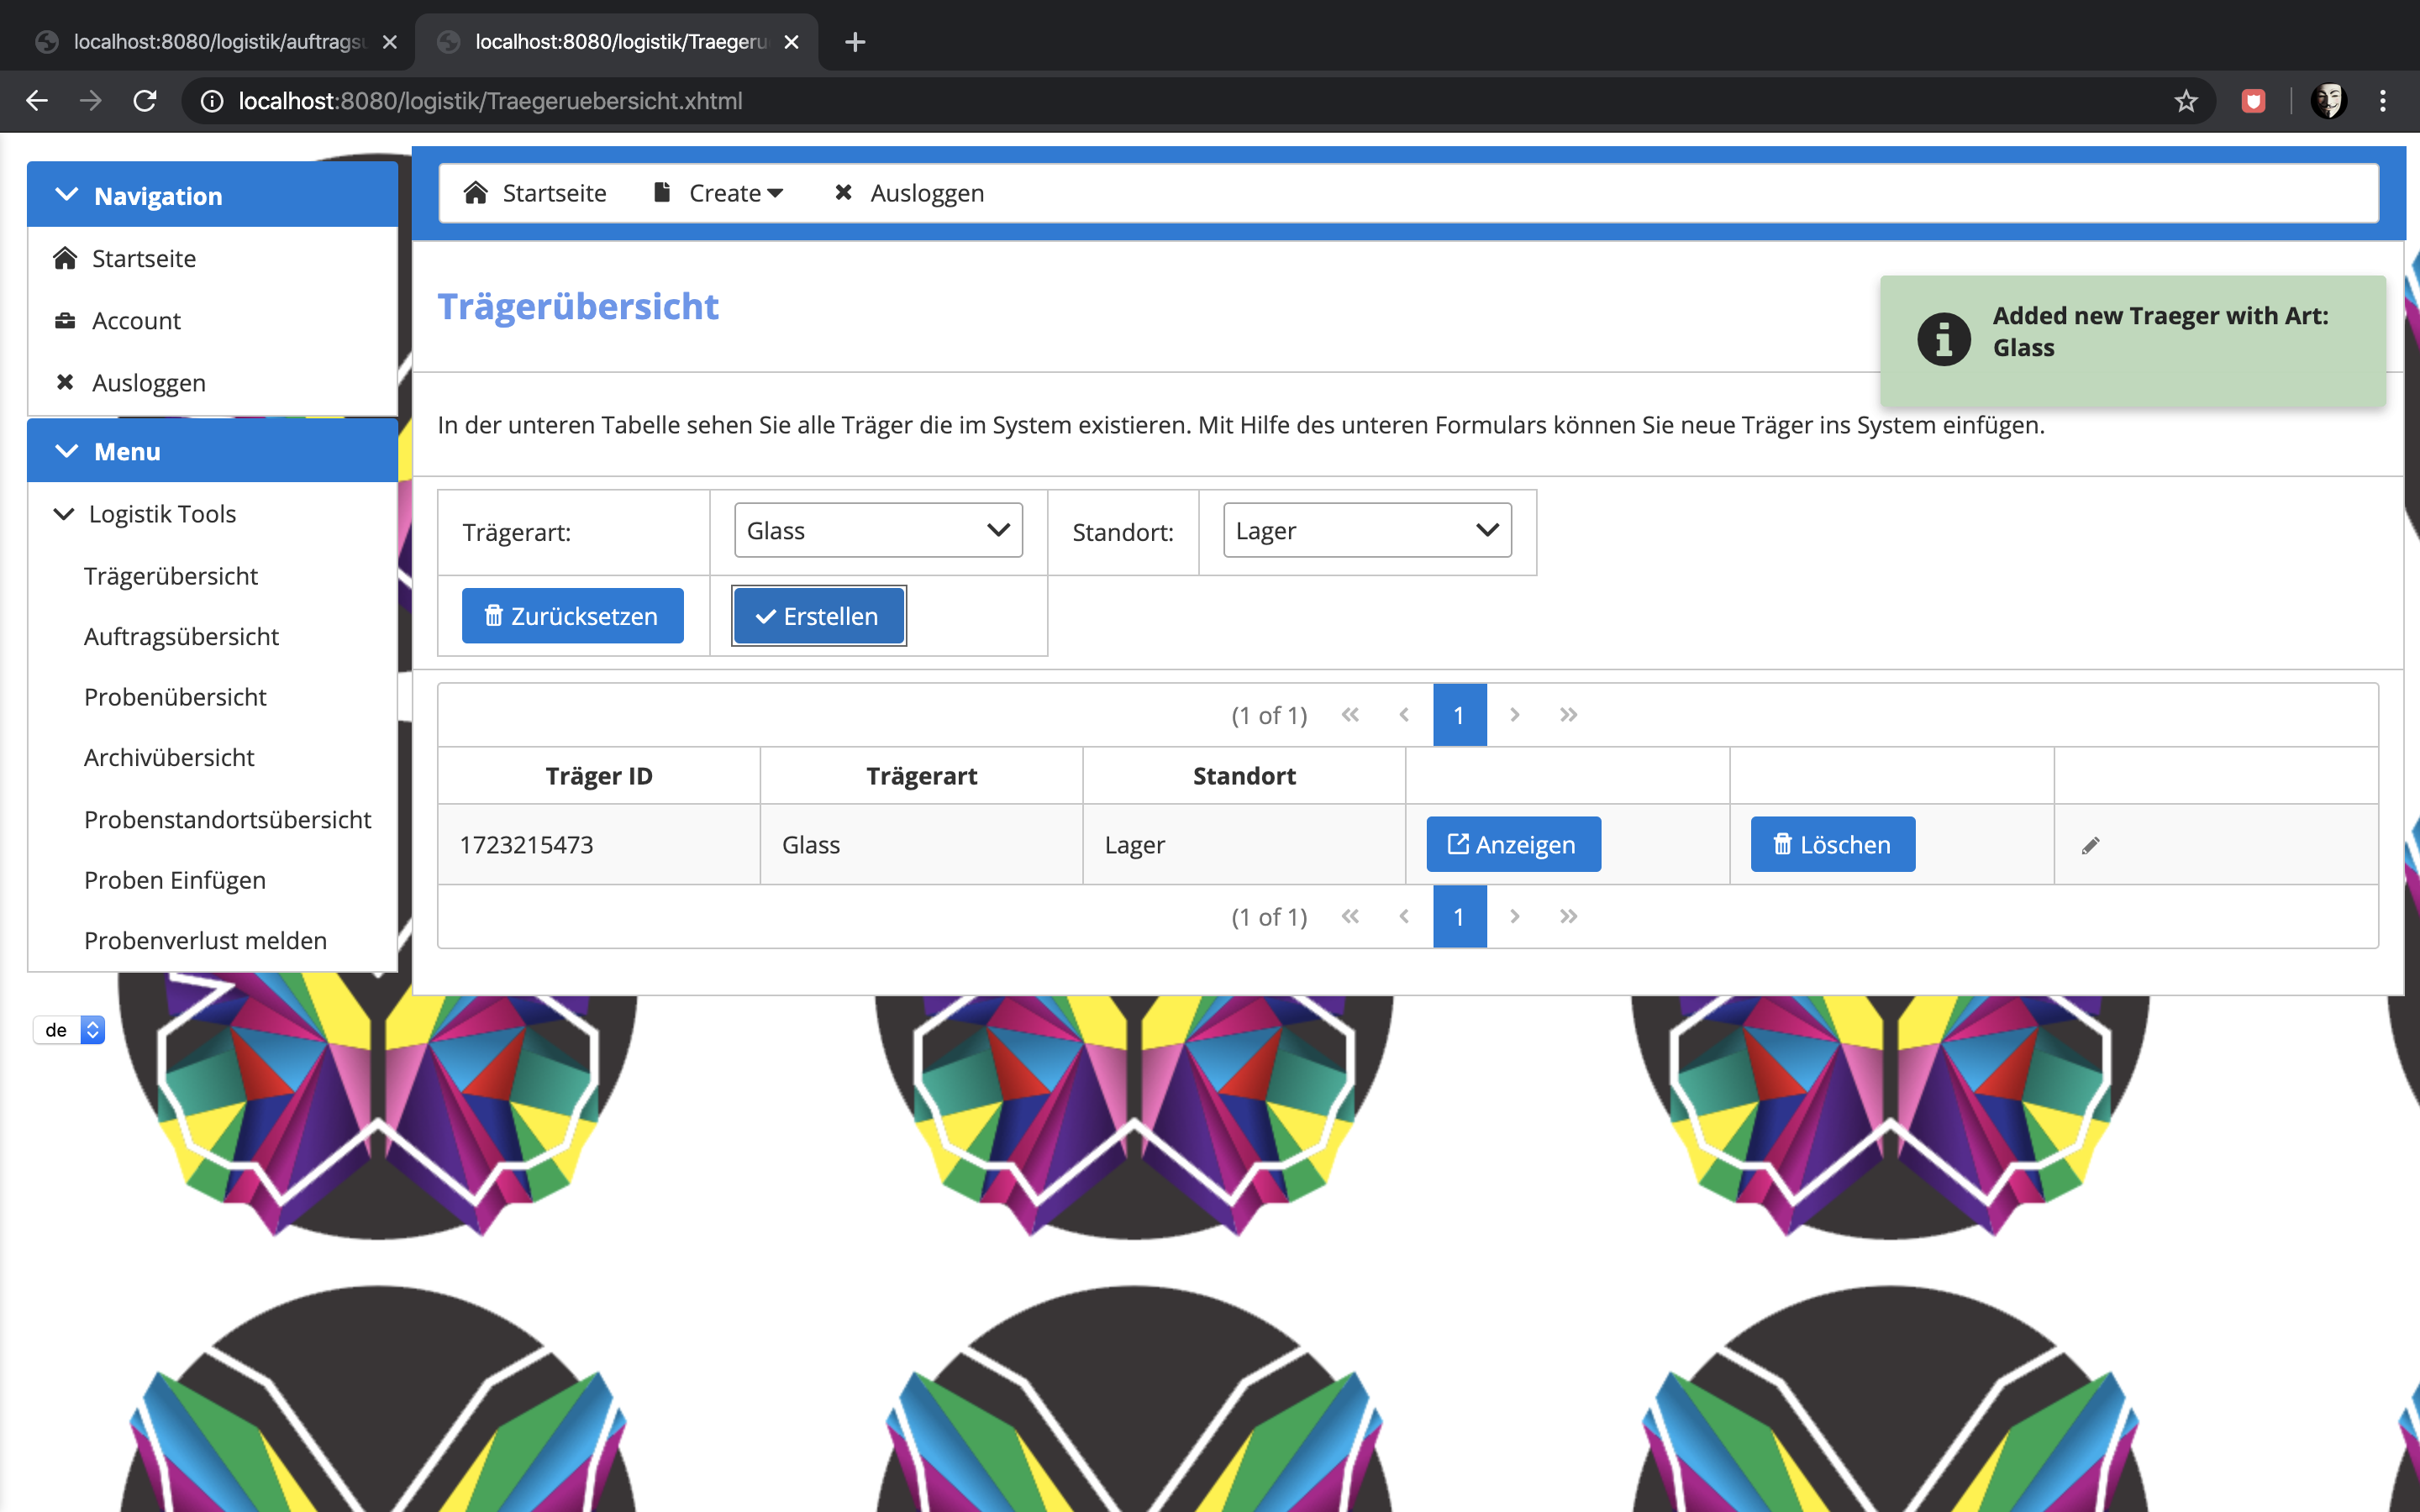 localhost:8080/logistik/auftragsu
localhost:8080/logistik/Traegeru
localhost:8080/logistik/Traegeruebersicht.xhtml
Navigation
Startseite
Account
Ausloggen
Menu
Logistik Tools
Trägerübersicht
Auftragsübersicht
Probenübersicht
Archivübersicht
Probenstandortsübersicht
Proben Einfügen
Probenverlust melden
de
Startseite Create Ausloggen
Trägerübersicht
Added new Traeger with Art:
Glass
In der unteren Tabelle sehen Sie alle Träger die im System existieren. Mit Hilfe des unteren Formulars können Sie neue Träger ins System einfügen.
Trägerart: Glass Standort: Lager
Zurücksetzen Erstellen
(1 of 1) 1
Träger ID Trägerart Standort
1723215473 Glass Lager Anzeigen Löschen
(1 of 1) 1